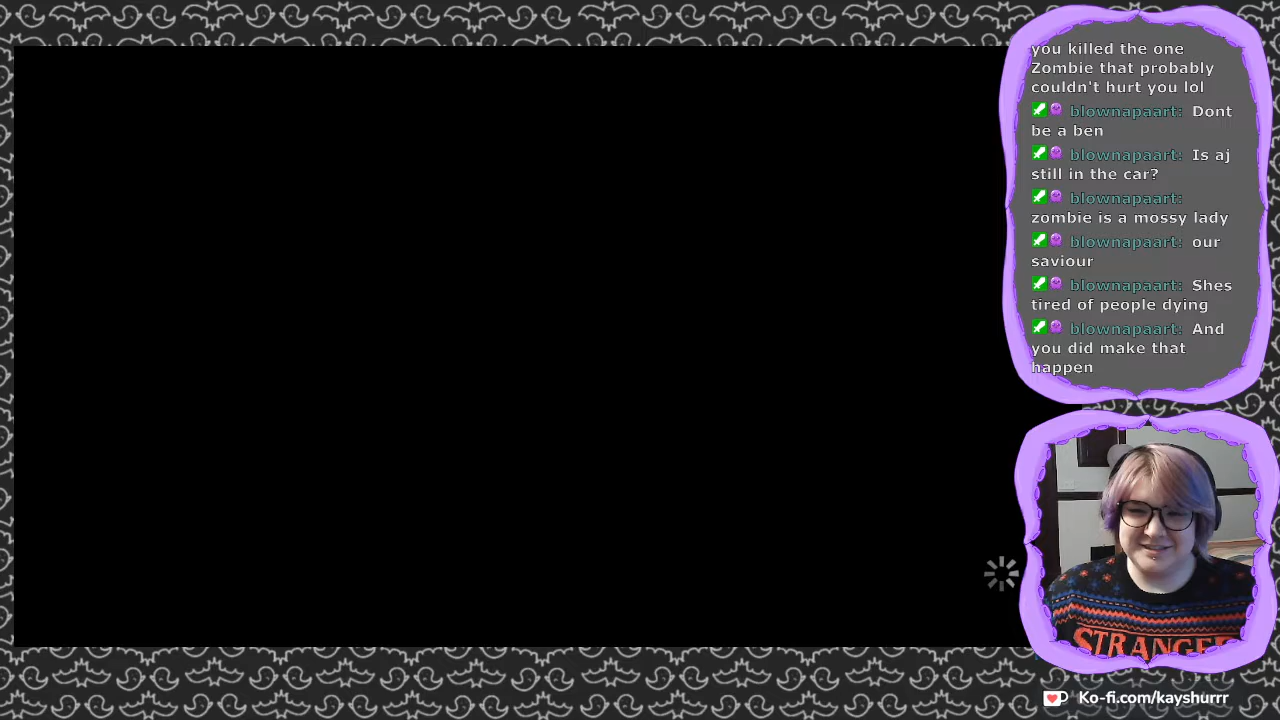 you killed the one
Zombie that probably
couldn't hurt you lol
blownapaart: Dont
be a ben
blownapaart: Is aj
still in the car?
blownapaart:
zombie is a mossy lady
blownapaart: our
saviour
blownapaart: Shes
tired of people dying
blownapaart: And
you did make that
happen
STRANGER
Ko-fi.com/kayshurrr